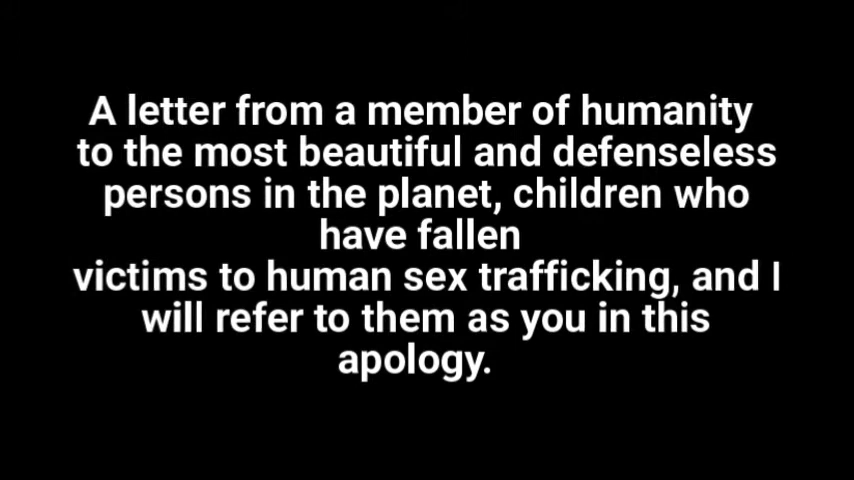 A letter from a member of humanity
to the most beautiful and defenseless
persons in the planet, children who
have fallen
victims to human sex trafficking, and I
will refer to them as you in this
apology.